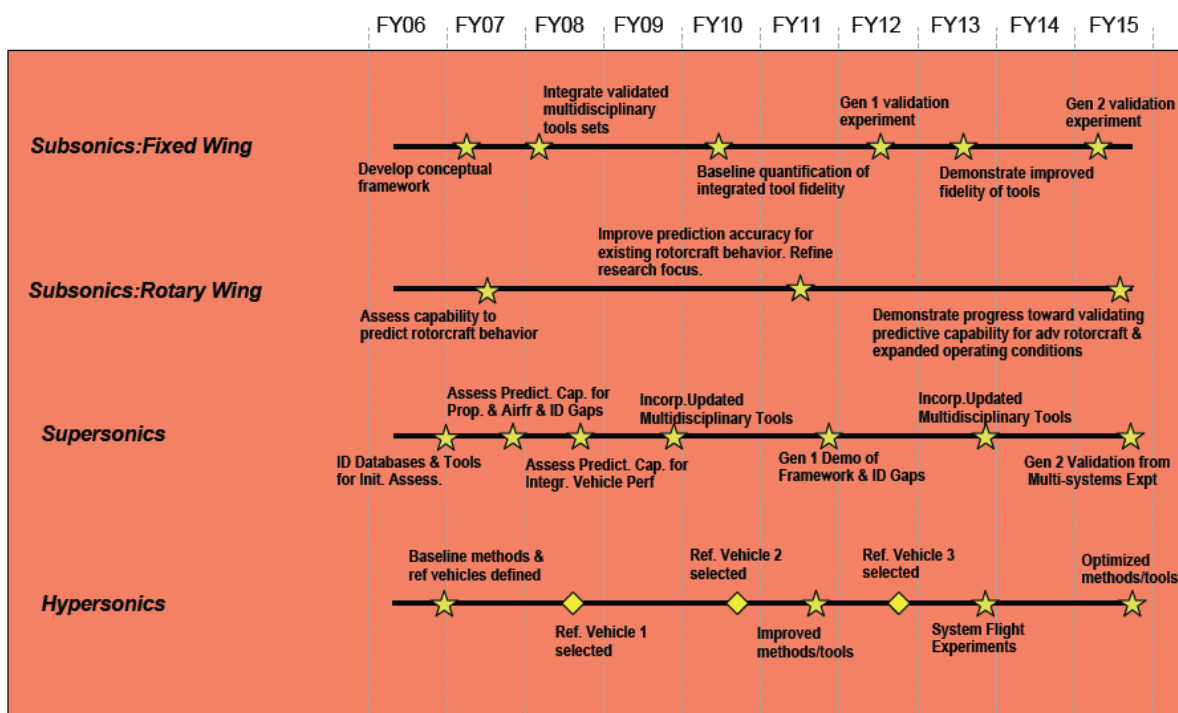 FY06 FY07 FY08 FY09 FY10 FY11 FY12 FY13 FY14 FY15
Subsonics:Fixed Wing
Integrate validated
multidisciplinary
tools sets
Gen 1 validation
experiment
Gen 2 validation
experiment
Develop conceptual
framework
Baseline quantification of
integrated tool fidelity
Demonstrate improved
fidelity of tools
Subsonics:Rotary Wing
Improve prediction accuracy for
existing rotorcraft behavior. Refine
research focus.
Assess capability to
predict rotorcraft behavior
Demonstrate progress toward validating
predictive capability for adv rotorcraft &
expanded operating conditions
Supersonics
Assess Predict. Cap. for
Prop. & Airfr & ID Gaps
Incorp.Updated
Multidisciplinary Tools
Incorp.Updated
Multidisciplinary Tools
ID Databases & Tools
for Init. Assess.
Assess Predict. Cap. for
Integr. Vehicle Perf
Gen 1 Demo of
Framework & ID Gaps
Gen 2 Validation from
Multi-systems Expt
Hypersonics
Baseline methods &
ref vehicles defined
Ref. Vehicle 2
selected
Ref. Vehicle 3
selected
Optimized
methods/tools
Ref. Vehicle 1
selected
Improved
methods/tools
System Flight
Experiments